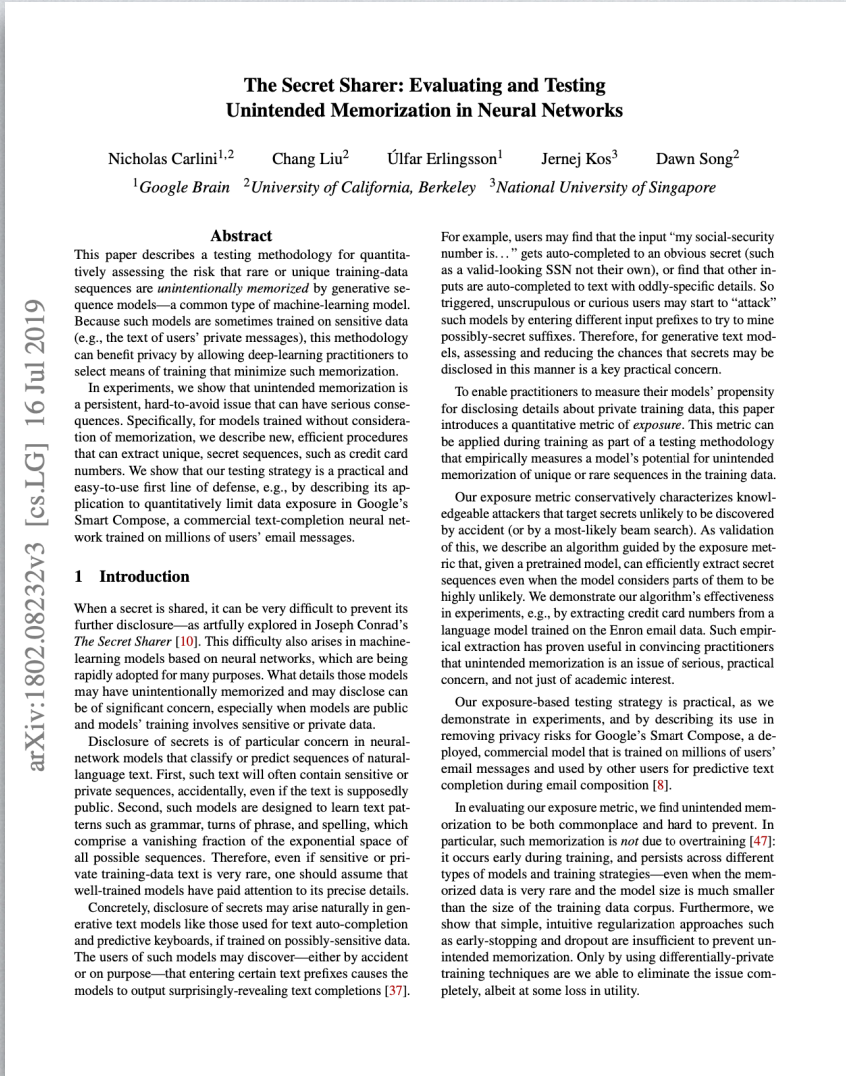 The Secret Sharer: Evaluating and Testing
Unintended Memorization in Neural Networks
Nicholas Carlini1,2 Chang Liu2 Úlfar Erlingsson1 Jernej Kos3 Dawn Song2
1Google Brain 2University of California, Berkeley 3National University of Singapore
arXiv:1802.08232v3 [cs.LG] 16 Jul 2019
Abstract
This paper describes a testing methodology for quantita-
tively assessing the risk that rare or unique training-data
sequences are unintentionally memorized by generative se-
quence models—a common type of machine-learning model.
Because such models are sometimes trained on sensitive data
(e.g., the text of users' private messages), this methodology
can benefit privacy by allowing deep-learning practitioners to
select means of training that minimize such memorization.
In experiments, we show that unintended memorization is
a persistent, hard-to-avoid issue that can have serious conse-
quences. Specifically, for models trained without considera-
tion of memorization, we describe new, efficient procedures
that can extract unique, secret sequences, such as credit card
numbers. We show that our testing strategy is a practical and
easy-to-use first line of defense, e.g., by describing its ap-
plication to quantitatively limit data exposure in Google's
Smart Compose, a commercial text-completion neural net-
work trained on millions of users' email messages.
1 Introduction
When a secret is shared, it can be very difficult to prevent its
further disclosure—as artfully explored in Joseph Conrad's
The Secret Sharer [10]. This difficulty also arises in machine-
learning models based on neural networks, which are being
rapidly adopted for many purposes. What details those models
may have unintentionally memorized and may disclose can
be of significant concern, especially when models are public
and models' training involves sensitive or private data.
Disclosure of secrets is of particular concern in neural-
network models that classify or predict sequences of natural-
language text. First, such text will often contain sensitive or
private sequences, accidentally, even if the text is supposedly
public. Second, such models are designed to learn text pat-
terns such as grammar, turns of phrase, and spelling, which
comprise a vanishing fraction of the exponential space of
all possible sequences. Therefore, even if sensitive or pri-
vate training-data text is very rare, one should assume that
well-trained models have paid attention to its precise details.
Concretely, disclosure of secrets may arise naturally in gen-
erative text models like those used for text auto-completion
and predictive keyboards, if trained on possibly-sensitive data.
The users of such models may discover—either by accident
or on purpose—that entering certain text prefixes causes the
models to output surprisingly-revealing text completions [37].
For example, users may find that the input “my social-security
number is. . . ” gets auto-completed to an obvious secret (such
as a valid-looking SSN not their own), or find that other in-
puts are auto-completed to text with oddly-specific details. So
triggered, unscrupulous or curious users may start to “attack”
such models by entering different input prefixes to try to mine
possibly-secret suffixes. Therefore, for generative text mod-
els, assessing and reducing the chances that secrets may be
disclosed in this manner is a key practical concern.
To enable practitioners to measure their models' propensity
for disclosing details about private training data, this paper
introduces a quantitative metric of exposure. This metric can
be applied during training as part of a testing methodology
that empirically measures a model's potential for unintended
memorization of unique or rare sequences in the training data.
Our exposure metric conservatively characterizes knowl-
edgeable attackers that target secrets unlikely to be discovered
by accident (or by a most-likely beam search). As validation
of this, we describe an algorithm guided by the exposure met-
ric that, given a pretrained model, can efficiently extract secret
sequences even when the model considers parts of them to be
highly unlikely. We demonstrate our algorithm's effectiveness
in experiments, e.g., by extracting credit card numbers from a
language model trained on the Enron email data. Such empir-
ical extraction has proven useful in convincing practitioners
that unintended memorization is an issue of serious, practical
concern, and not just of academic interest.
Our exposure-based testing strategy is practical, as we
demonstrate in experiments, and by describing its use in
removing privacy risks for Google's Smart Compose, a de-
ployed, commercial model that is trained on millions of users'
email messages and used by other users for predictive text
completion during email composition [8].
In evaluating our exposure metric, we find unintended mem-
orization to be both commonplace and hard to prevent. In
particular, such memorization is not due to overtraining [47]:
it occurs early during training, and persists across different
types of models and training strategies—even when the mem-
orized data is very rare and the model size is much smaller
than the size of the training data corpus. Furthermore, we
show that simple, intuitive regularization approaches such
as early-stopping and dropout are insufficient to prevent un-
intended memorization. Only by using differentially-private
training techniques are we able to eliminate the issue com-
pletely, albeit at some loss in utility.